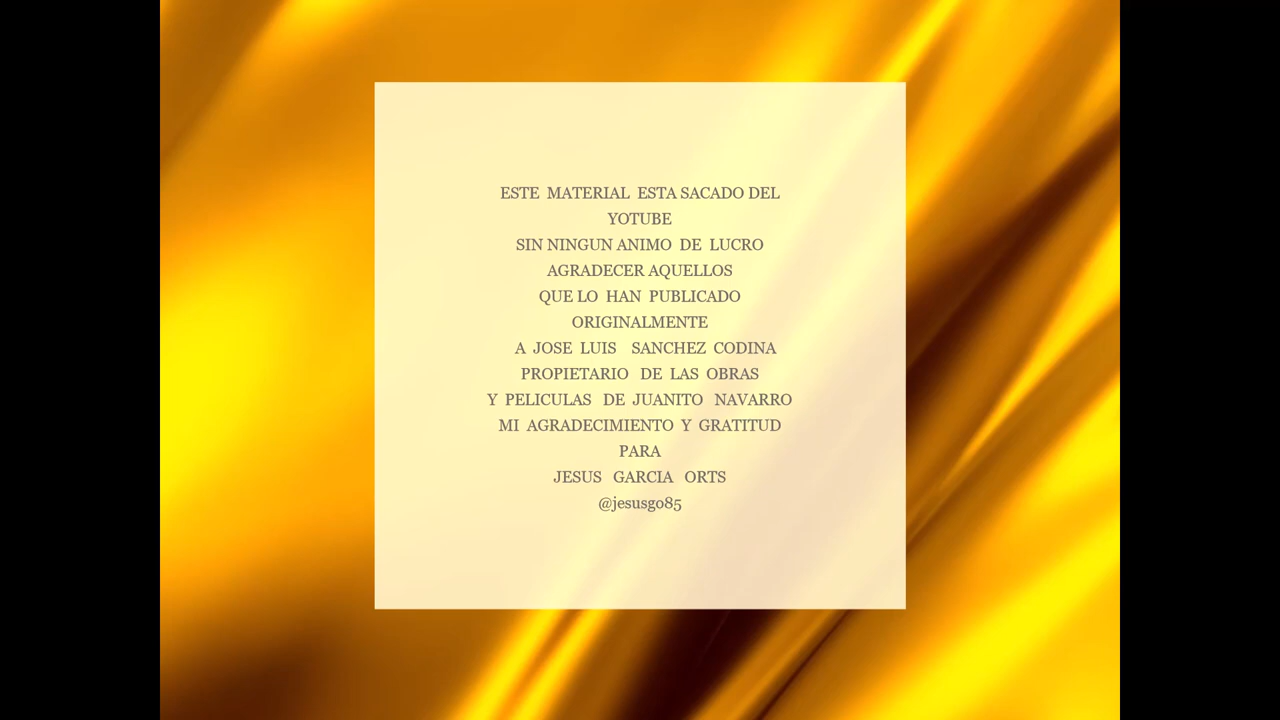 ESTE MATERIAL ESTA SACADO DEL
YOTUBE
SIN NINGUN ANIMO DE LUCRO
AGRADECER AQUELLOS
QUE LO HAN PUBLICADO
ORIGINALMENTE
A JOSE LUIS SANCHEZ CODINA
PROPIETARIO DE LAS OBRAS
Y PELICULAS DE JUANITO NAVARRO
MI AGRADECIMIENTO Y GRATITUD
PARA
JESUS GARCIA ORTS
@jesusgo85